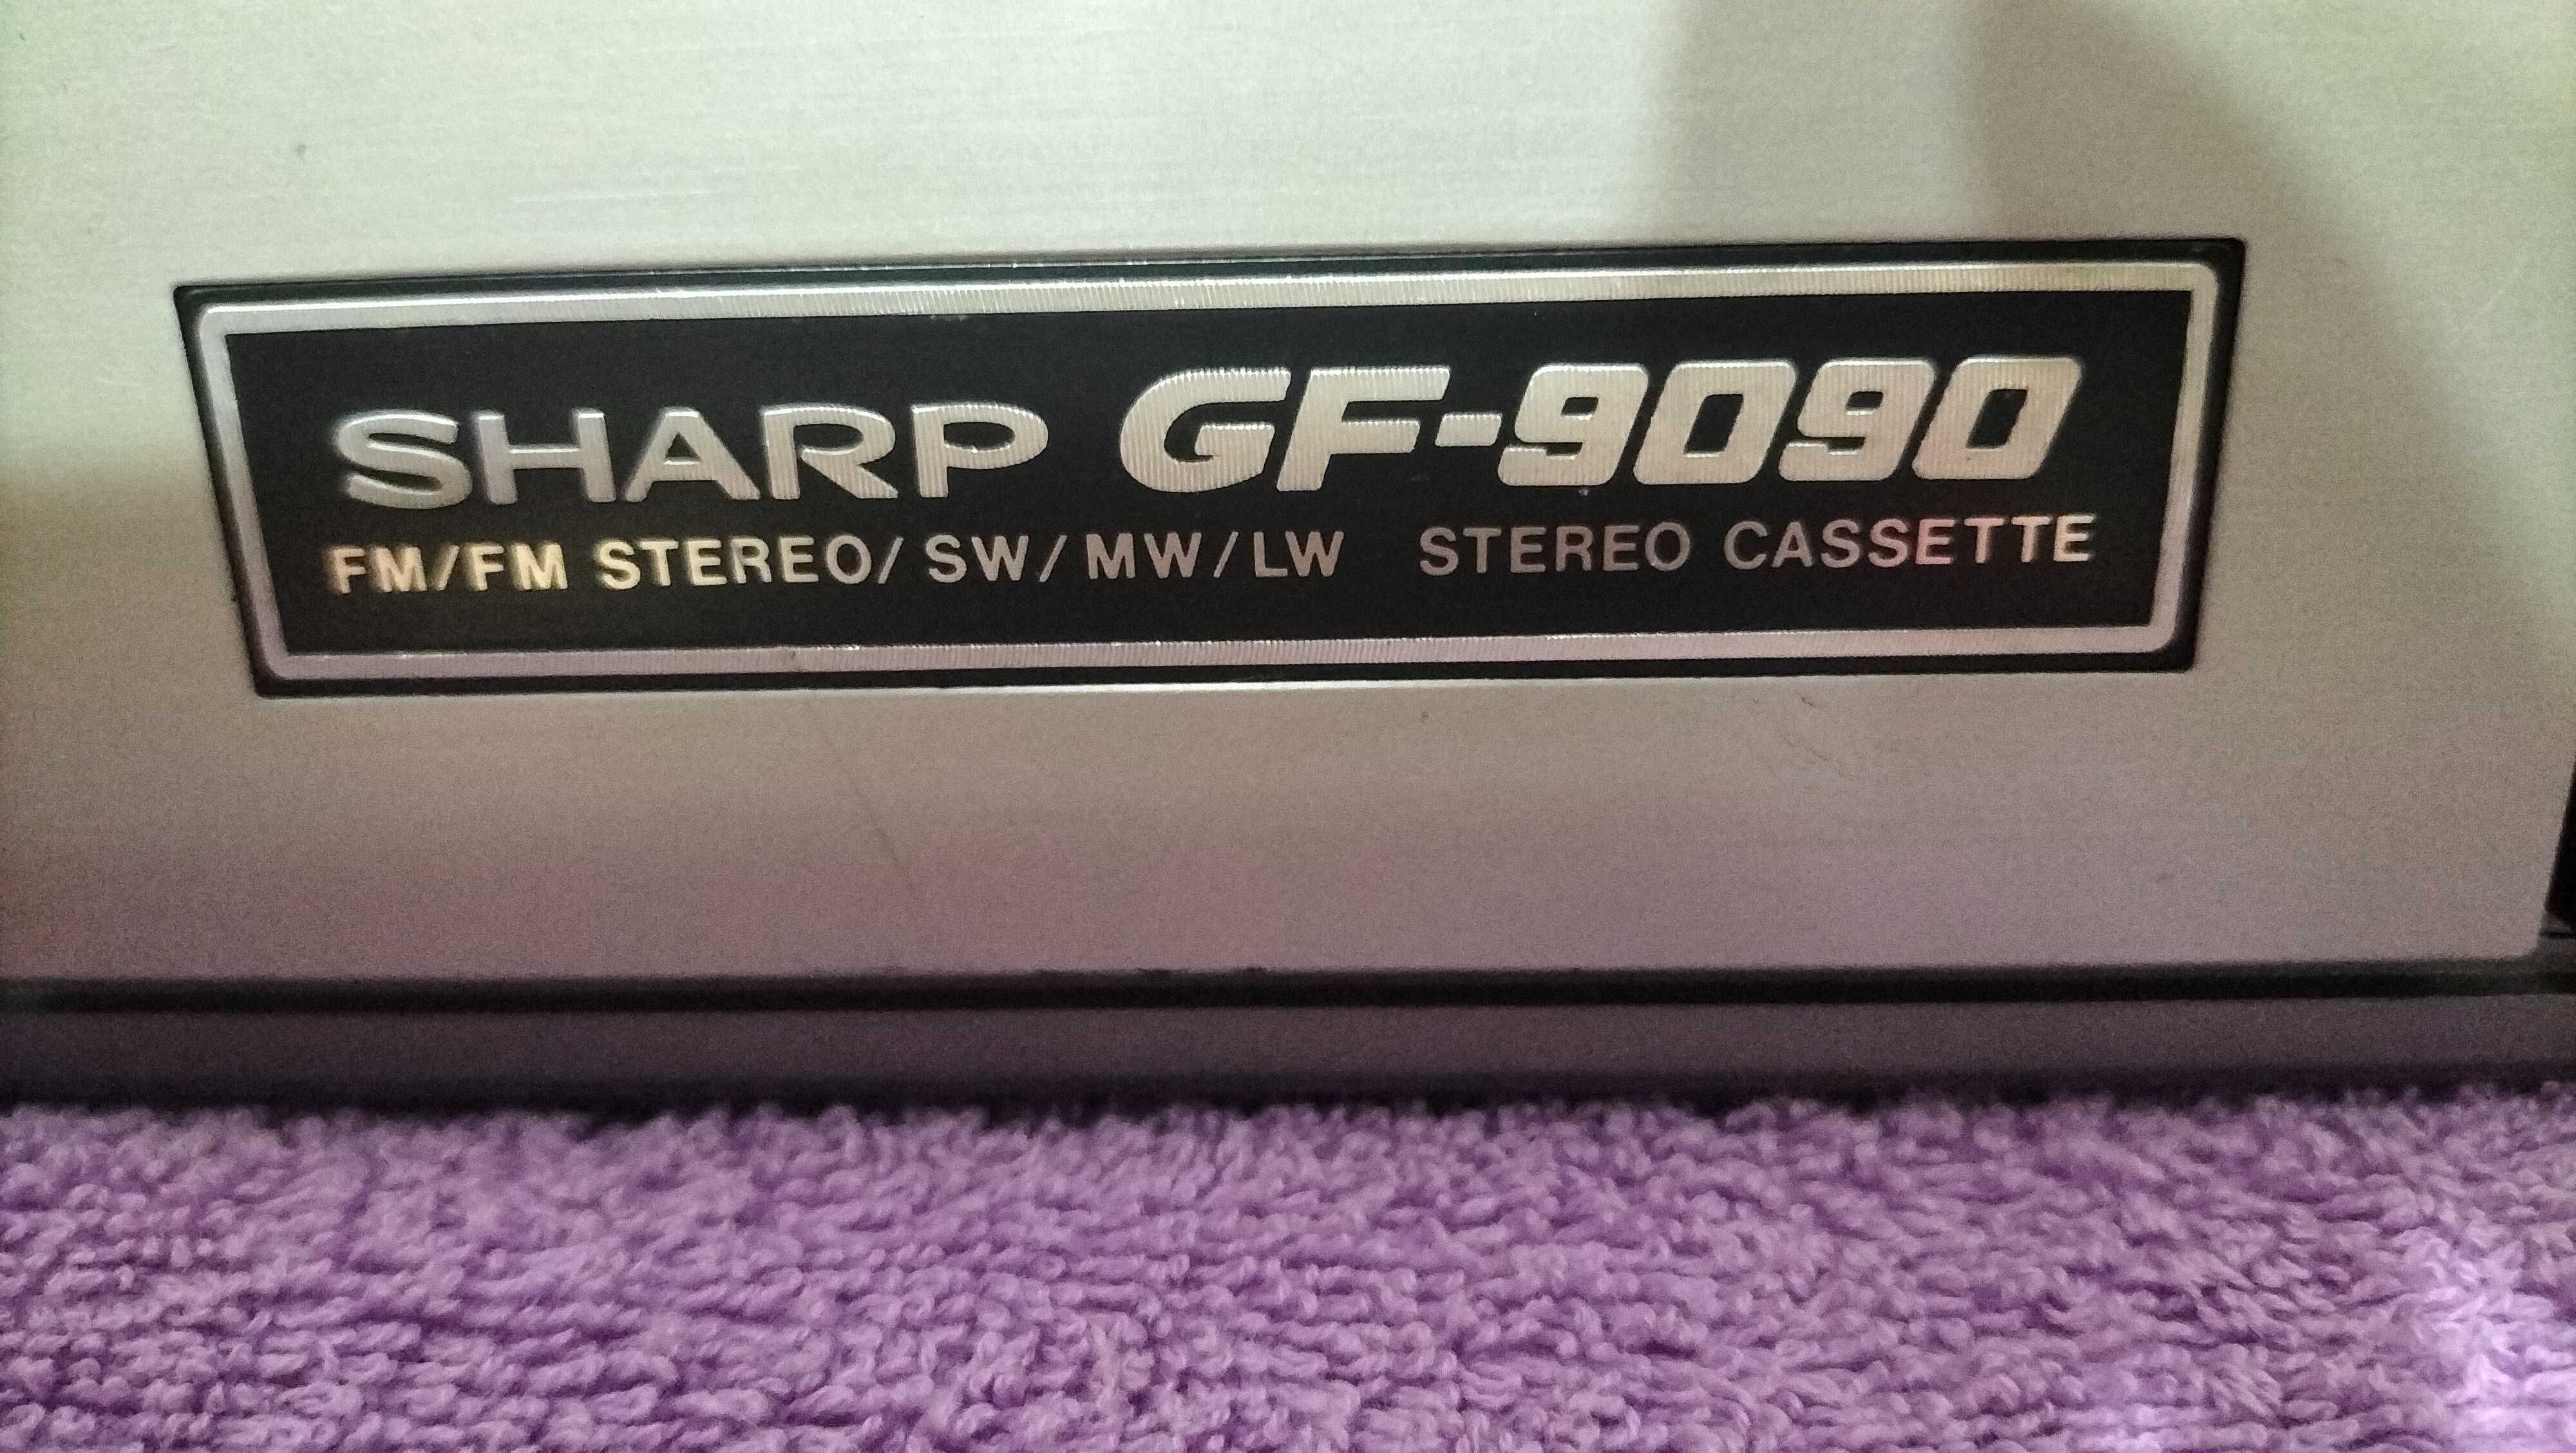 SHARP GF-9090
FM/FM STEREO/SW/MW/LW STEREO CASSETTE